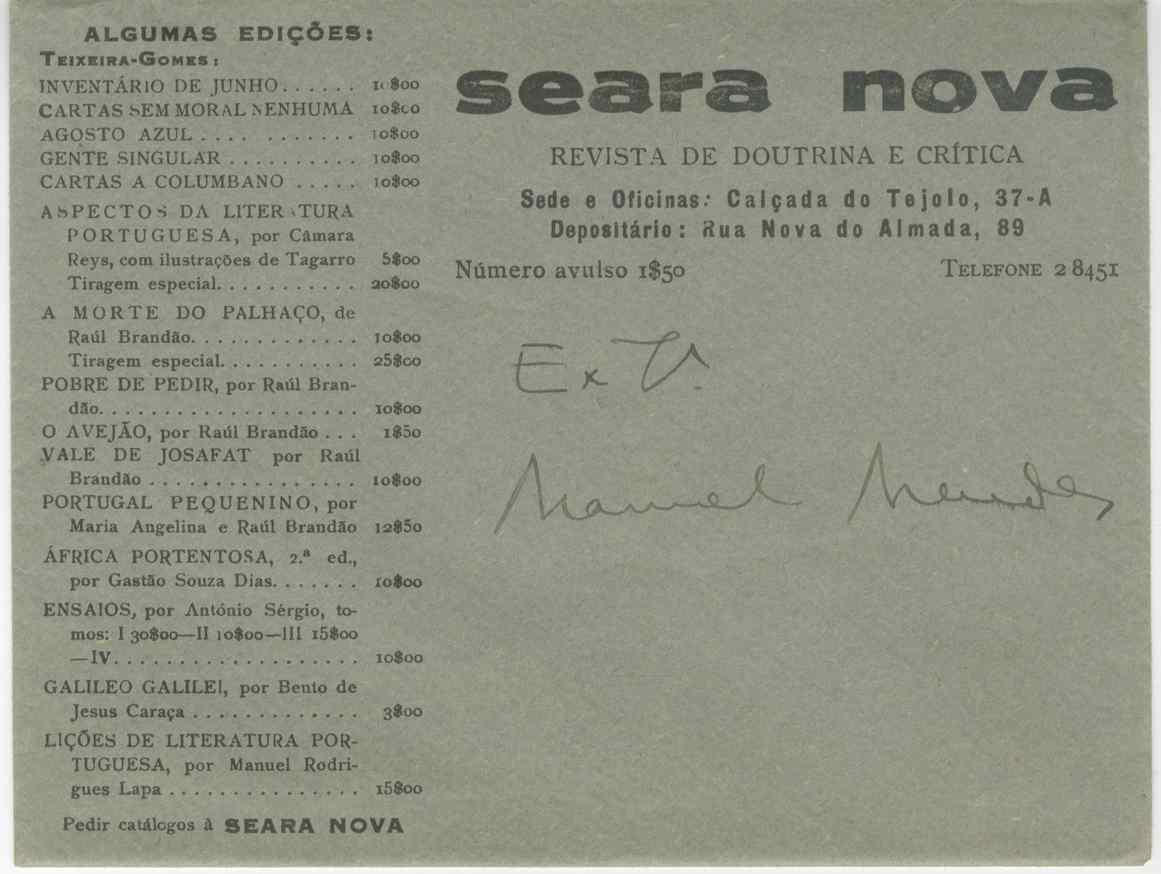 ALGUMAS EDIÇÕES:
TEIXEIRA-GOMES:
INVENTÁRIO DE JUNHO...... 10$00
CARTAS SEM MORAL NENHUMA 10$00
AGOSTO AZUL............ 10$00
GENTE SINGULAR.......... 10$00
CARTAS A COLUMBANO..... 10$00
ASPECTOS DA LITERATURA
PORTUGUESA, por Câmara
Reys, com ilustrações de Tagarro 5$00
Tiragem especial........... 20$00
A MORTE DO PALHAÇO, de
Raúl Brandão............. 10$00
Tiragem especial........... 25$00
POBRE DE PEDIR, por Raúl Bran-
dão..................... 10$00
O AVEJÃO, por Raúl Brandão... 1$50
VALE DE JOSAFAT por Raúl
Brandão................ 10$00
PORTUGAL PEQUENINO, por
Maria Angelina e Raúl Brandão 12$50
ÁFRICA PORTENTOSA, 2.ª ed.,
por Gastão Souza Dias....... 10$00
ENSAIOS, por António Sérgio, to-
mos: I 30$00—II 10$00—III 15$00
—IV.................... 10$00
GALILEO GALILEI, por Bento de
Jesus Caraça............. 3$00
LIÇÕES DE LITERATURA POR-
TUGUESA, por Manuel Rodri-
gues Lapa............... 15$00
Pedir catálogos à SEARA NOVA
seara nova
REVISTA DE DOUTRINA E CRÍTICA
Sede e Oficinas: Calçada do Tejolo, 37-A
Depositário: Rua Nova do Almada, 89
Número avulso 1$50 TELEFONE 2 8451
Ex V.
Manuel Mendes